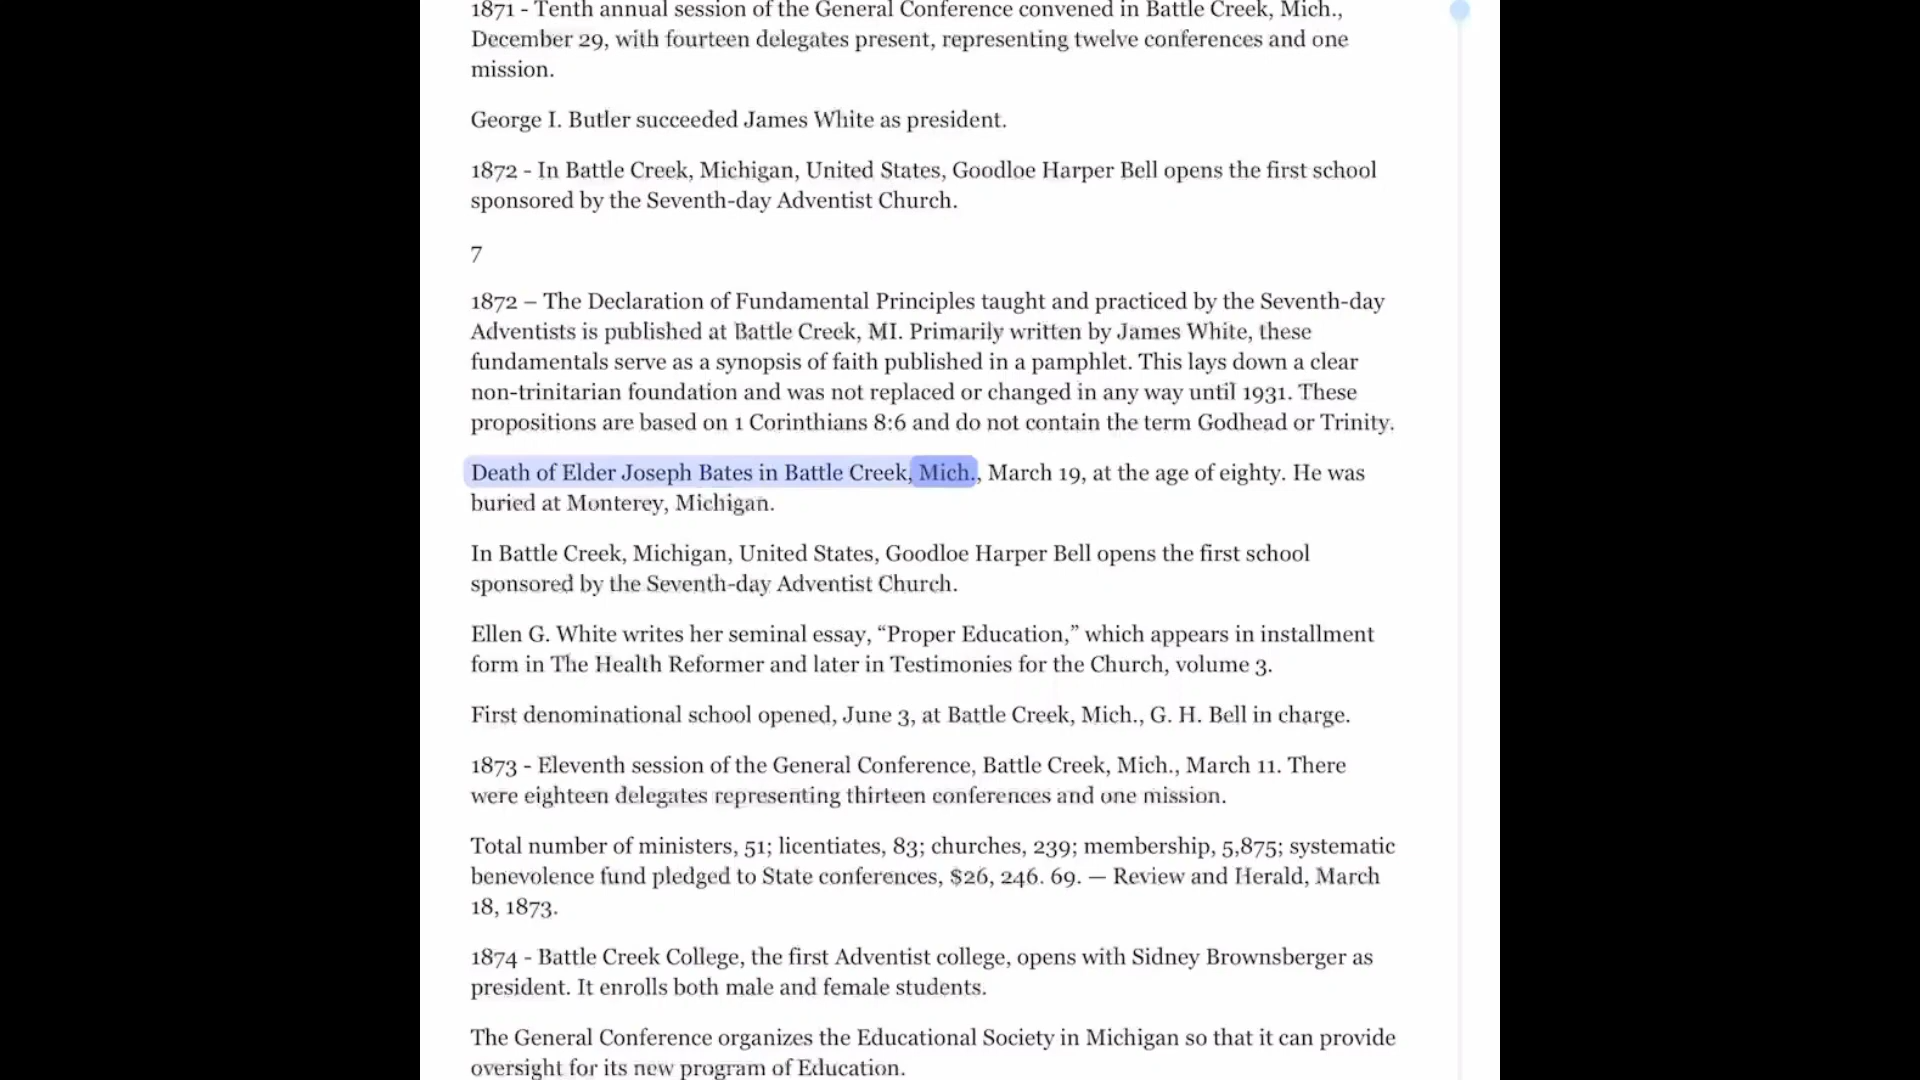 1871 - Tenth annual session of the General Conference convened in Battle Creek, Mich.,
December 29, with fourteen delegates present, representing twelve conferences and one
mission.
George I. Butler succeeded James White as president.
1872 - In Battle Creek, Michigan, United States, Goodloe Harper Bell opens the first school
sponsored by the Seventh-day Adventist Church.
7
1872 – The Declaration of Fundamental Principles taught and practiced by the Seventh-day
Adventists is published at Battle Creek, MI. Primarily written by James White, these
fundamentals serve as a synopsis of faith published in a pamphlet. This lays down a clear
non-trinitarian foundation and was not replaced or changed in any way until 1931. These
propositions are based on 1 Corinthians 8:6 and do not contain the term Godhead or Trinity.
Death of Elder Joseph Bates in Battle Creek, Mich., March 19, at the age of eighty. He was
buried at Monterey, Michigan.
In Battle Creek, Michigan, United States, Goodloe Harper Bell opens the first school
sponsored by the Seventh-day Adventist Church.
Ellen G. White writes her seminal essay, “Proper Education,” which appears in installment
form in The Health Reformer and later in Testimonies for the Church, volume 3.
First denominational school opened, June 3, at Battle Creek, Mich., G. H. Bell in charge.
1873 - Eleventh session of the General Conference, Battle Creek, Mich., March 11. There
were eighteen delegates representing thirteen conferences and one mission.
Total number of ministers, 51; licentiates, 83; churches, 239; membership, 5,875; systematic
benevolence fund pledged to State conferences, $26, 246. 69. — Review and Herald, March
18, 1873.
1874 - Battle Creek College, the first Adventist college, opens with Sidney Brownsberger as
president. It enrolls both male and female students.
The General Conference organizes the Educational Society in Michigan so that it can provide
oversight for its new program of Education.